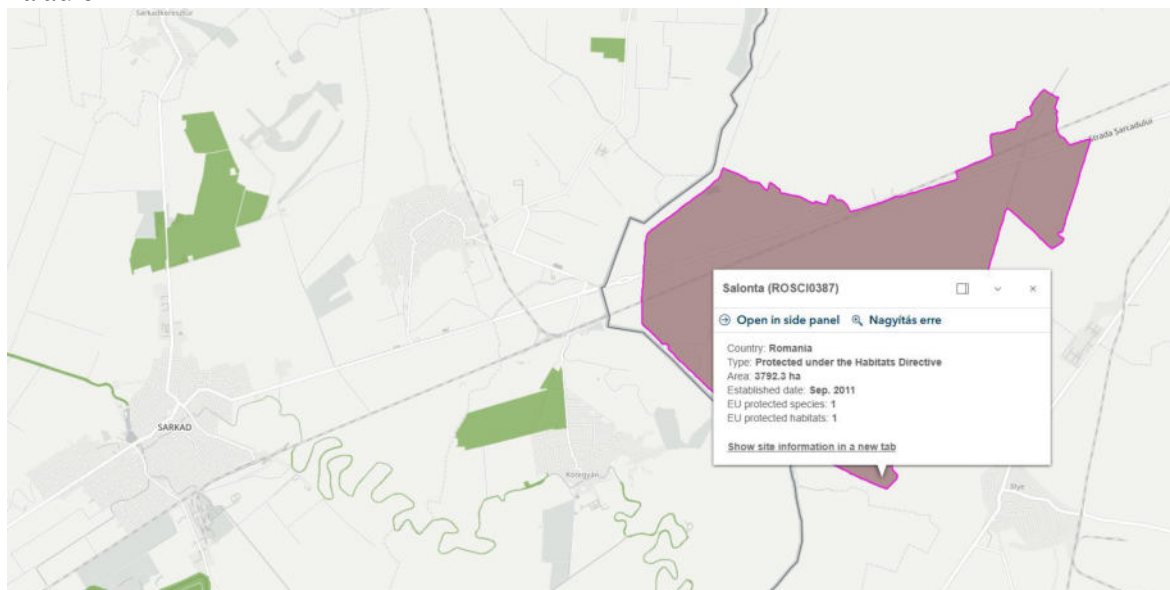 Sarkadkeresztúr
Strada Sarcadului
Salonta (ROSCI0387)
Open in side panel Nagyítás erre
Country: Romania
Type: Protected under the Habitats Directive
Area: 3792.3 ha
Established date: Sep. 2011
EU protected species: 1
EU protected habitats: 1
Show site information in a new tab
SARKAD
Kötegyán